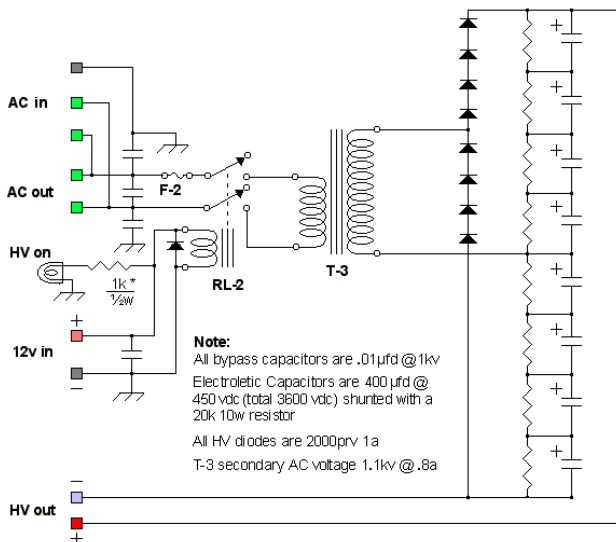 AC in
AC out
F-2
HV on
1k *
½w
RL-2
T-3
+
12v in
−
Note:
All bypass capacitors are .01µfd @1kv
Electroletic Capacitors are 400 µfd @
450 vdc (total 3600 vdc) shunted with a
20k 10w resistor
All HV diodes are 2000prv 1a
T-3 secondary AC voltage 1.1kv @ .8a
−
HV out
+
+
+
+
+
+
+
+
+